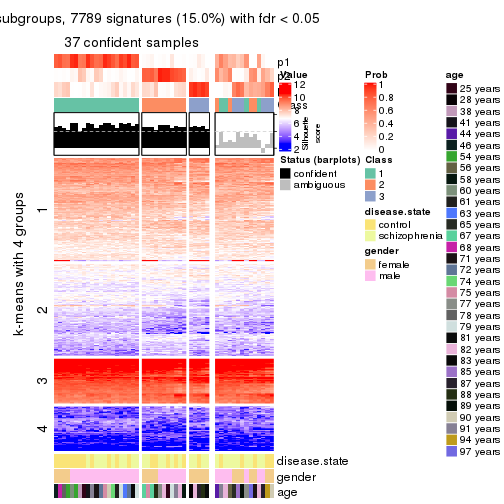 subgroups, 7789 signatures (15.0%) with fdr < 0.05
37 confident samples
p1
p2
Class
Silhouette
score
k-means with 4 groups
1
2
3
4
disease.state
gender
age
Value
12
10
8
6
4
2
Status (barplots)
confident
ambiguous
Prob
1
0.8
0.6
0.4
0.2
0
Class
1
2
3
disease.state
control
schizophrenia
gender
female
male
age
25 years
28 years
38 years
41 years
44 years
46 years
54 years
56 years
58 years
60 years
61 years
63 years
65 years
67 years
68 years
71 years
72 years
74 years
75 years
77 years
78 years
79 years
81 years
82 years
83 years
85 years
87 years
88 years
89 years
90 years
91 years
94 years
97 years